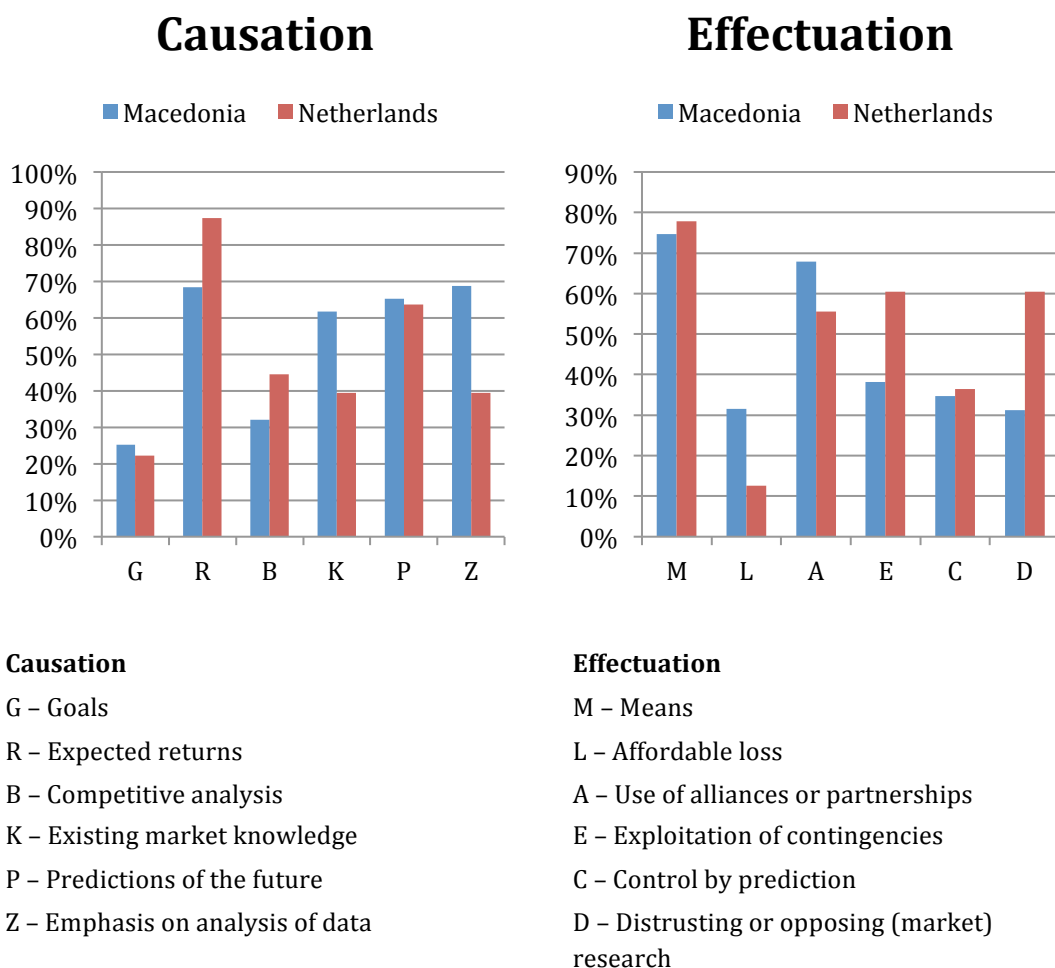 Causation
Macedonia Netherlands
100%
90%
80%
70%
60%
50%
40%
30%
20%
10%
0%
G R B K P Z
Effectuation
Macedonia Netherlands
90%
80%
70%
60%
50%
40%
30%
20%
10%
0%
M L A E C D
Causation
G – Goals
R – Expected returns
B – Competitive analysis
K – Existing market knowledge
P – Predictions of the future
Z – Emphasis on analysis of data
Effectuation
M – Means
L – Affordable loss
A – Use of alliances or partnerships
E – Exploitation of contingencies
C – Control by prediction
D – Distrusting or opposing (market)
research